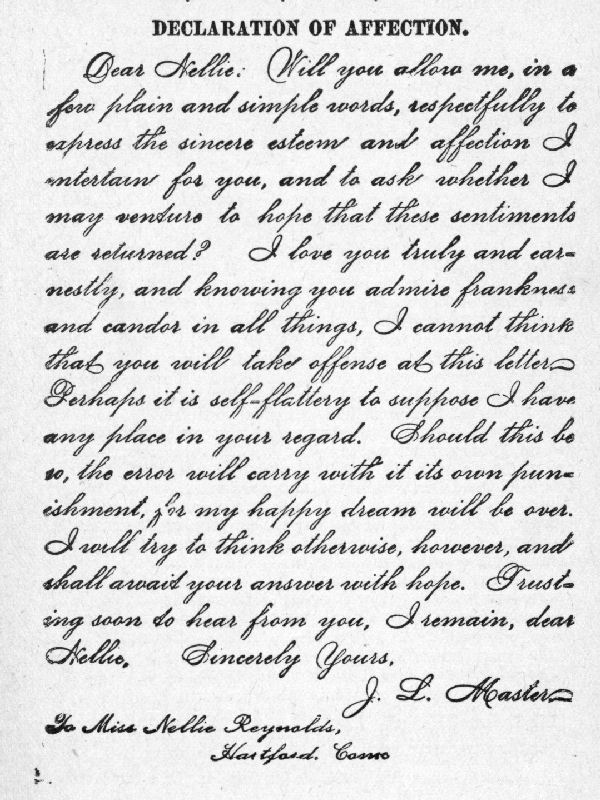 DECLARATION OF AFFECTION.
Dear Nellie: Will you allow me, in a
few plain and simple words, respectfully to
express the sincere esteem and affection I
entertain for you, and to ask whether I
may venture to hope that these sentiments
are returned? I love you truly and ear-
nestly, and knowing you admire frankness
and candor in all things, I cannot think
that you will take offense at this letter
Perhaps it is self-flattery to suppose I have
any place in your regard. Should this be
so, the error will carry with it its own pun-
ishment, for my happy dream will be over.
I will try to think otherwise, however, and
shall await your answer with hope. Trust-
ing soon to hear from you, I remain, dear
Nellie, Sincerely Yours,
J. L. Master
To Miss Nellie Reynolds,
Hartford. Conn